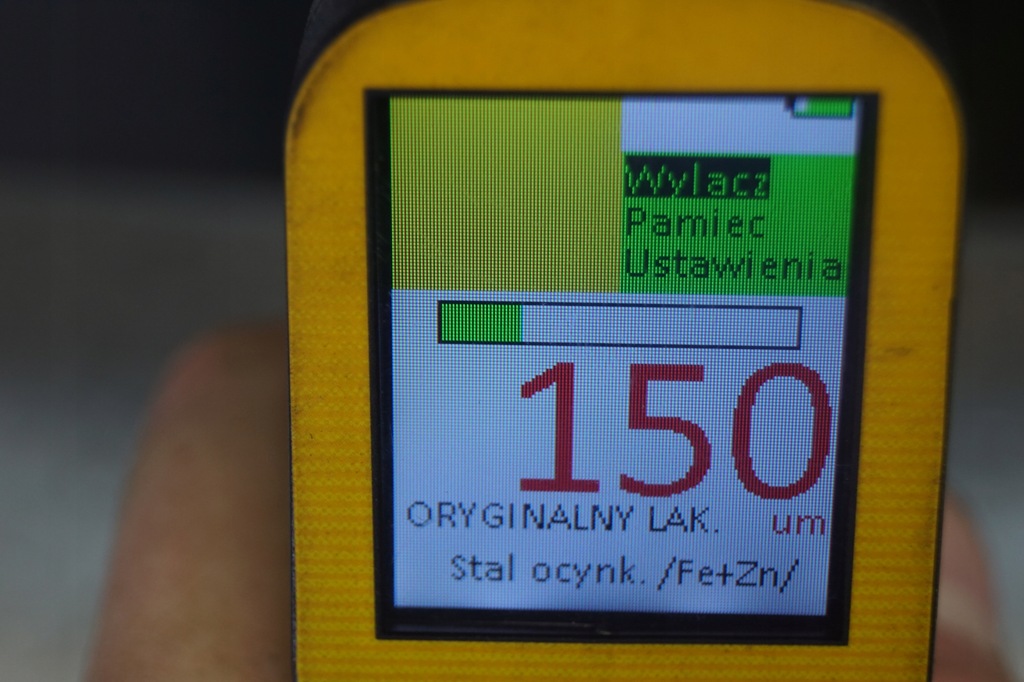 Wylacz
Pamiec
Ustawienia
150
ORYGINALNY LAK. um
Stal ocynk. /Fe+Zn/